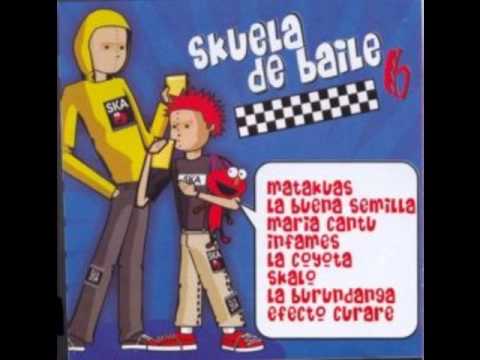 skuela
de baile 6
SKA
SKA
matakuas
la buena semilla
maria cantu
infames
la coyota
skalo
la burundanga
efecto curare